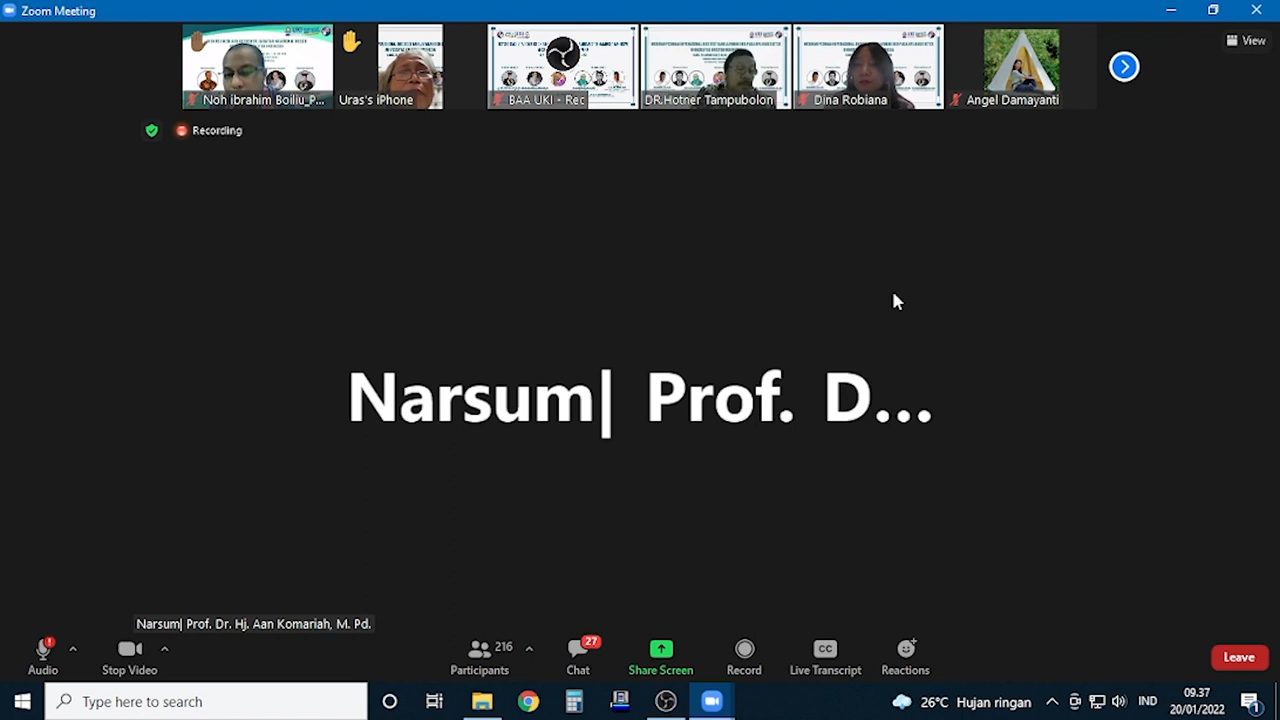 Zoom Meeting
Noh ibrahim Boiliu_P...
Uras's iPhone
BAA UKI - Rec
DR.Hotner Tampubolon
Dina Robiana
Angel Damayanti
View
Recording
Narsum| Prof. D...
Narsum| Prof. Dr. Hj. Aan Komariah, M. Pd.
Audio
Stop Video
216
Participants
27
Chat
Share Screen
Record
CC
Live Transcript
Reactions
Leave
Type here to search
26°C Hujan ringan
IND
09.37
20/01/2022
1